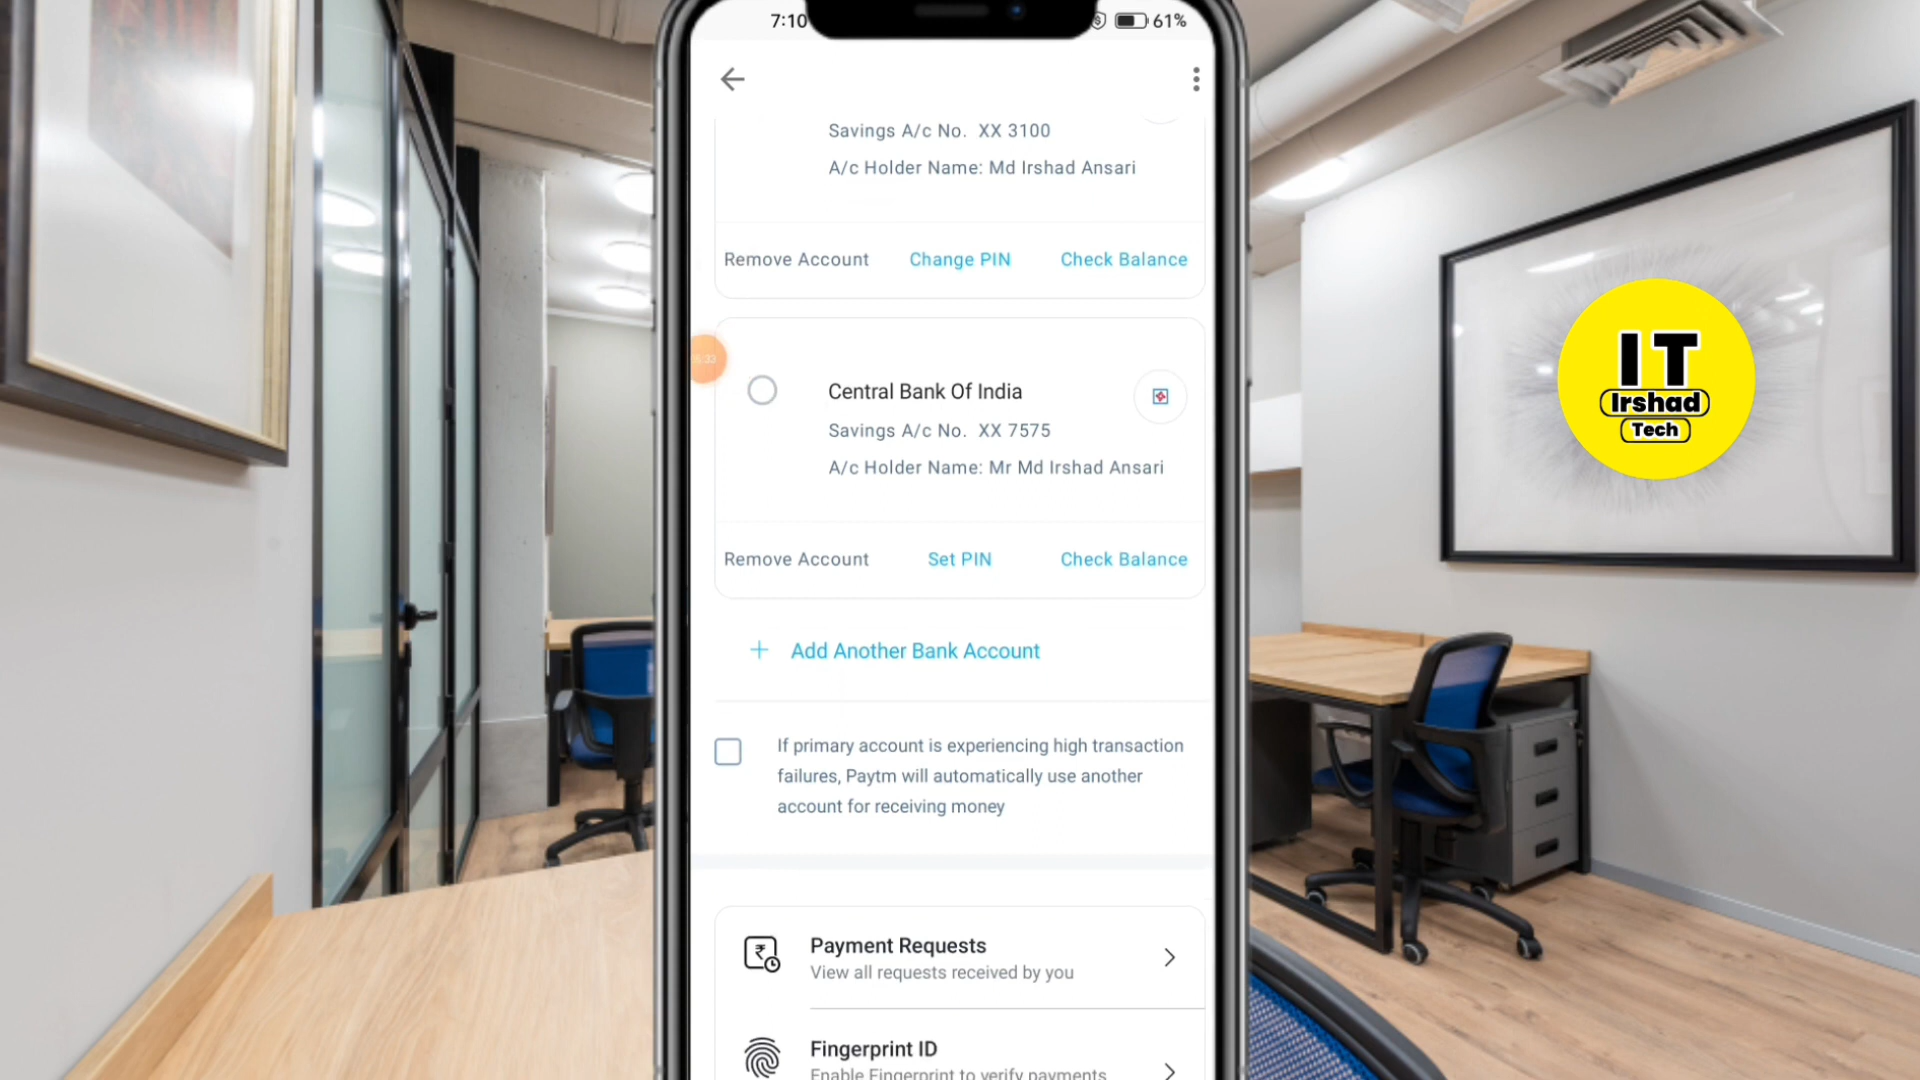 7:10
61%
Savings A/c No. XX 3100
A/c Holder Name: Md Irshad Ansari
Remove Account Change PIN Check Balance
Central Bank Of India
Savings A/c No. XX 7575
A/c Holder Name: Mr Md Irshad Ansari
Remove Account Set PIN Check Balance
+ Add Another Bank Account
If primary account is experiencing high transaction
failures, Paytm will automatically use another
account for receiving money
Payment Requests
View all requests received by you
Fingerprint ID
Enable Fingerprint to verify payments
IT
Irshad
Tech